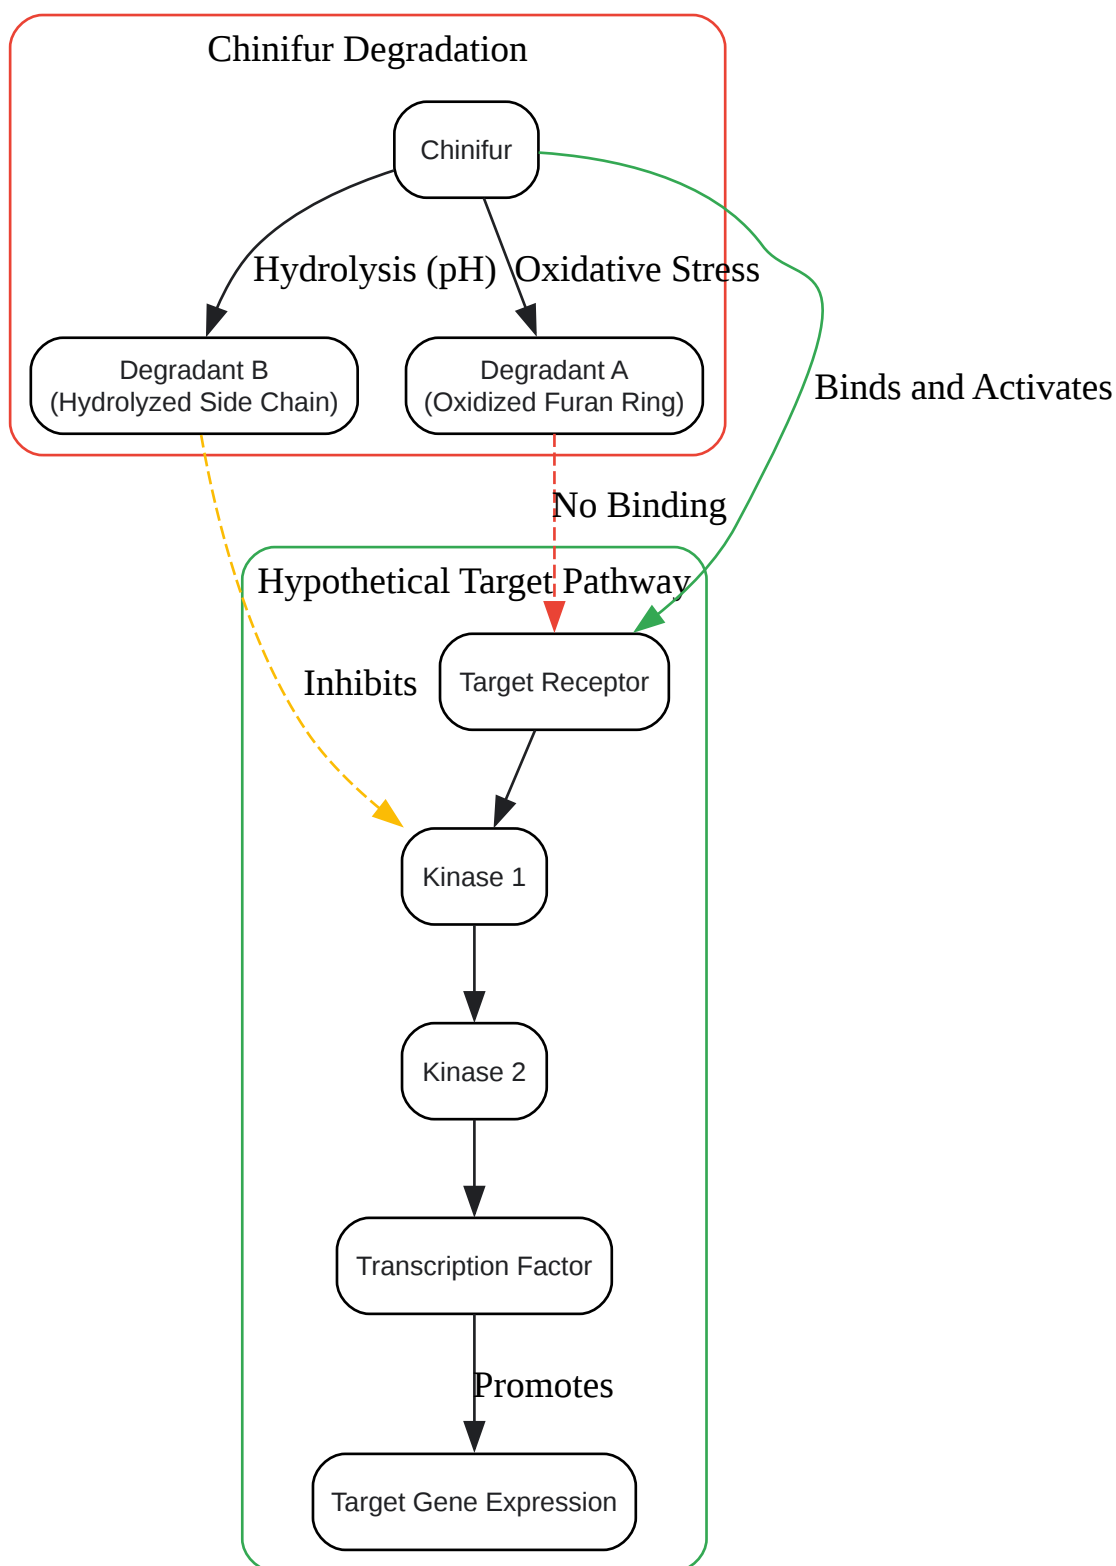 Chinifur Degradation
Chinifur
Hydrolysis (pH)
Oxidative Stress
Degradant B
(Hydrolyzed Side Chain)
Degradant A
(Oxidized Furan Ring)
Binds and Activates
No Binding
Hypothetical Target Pathway
Target Receptor
Inhibits
Kinase 1
Kinase 2
Transcription Factor
Promotes
Target Gene Expression